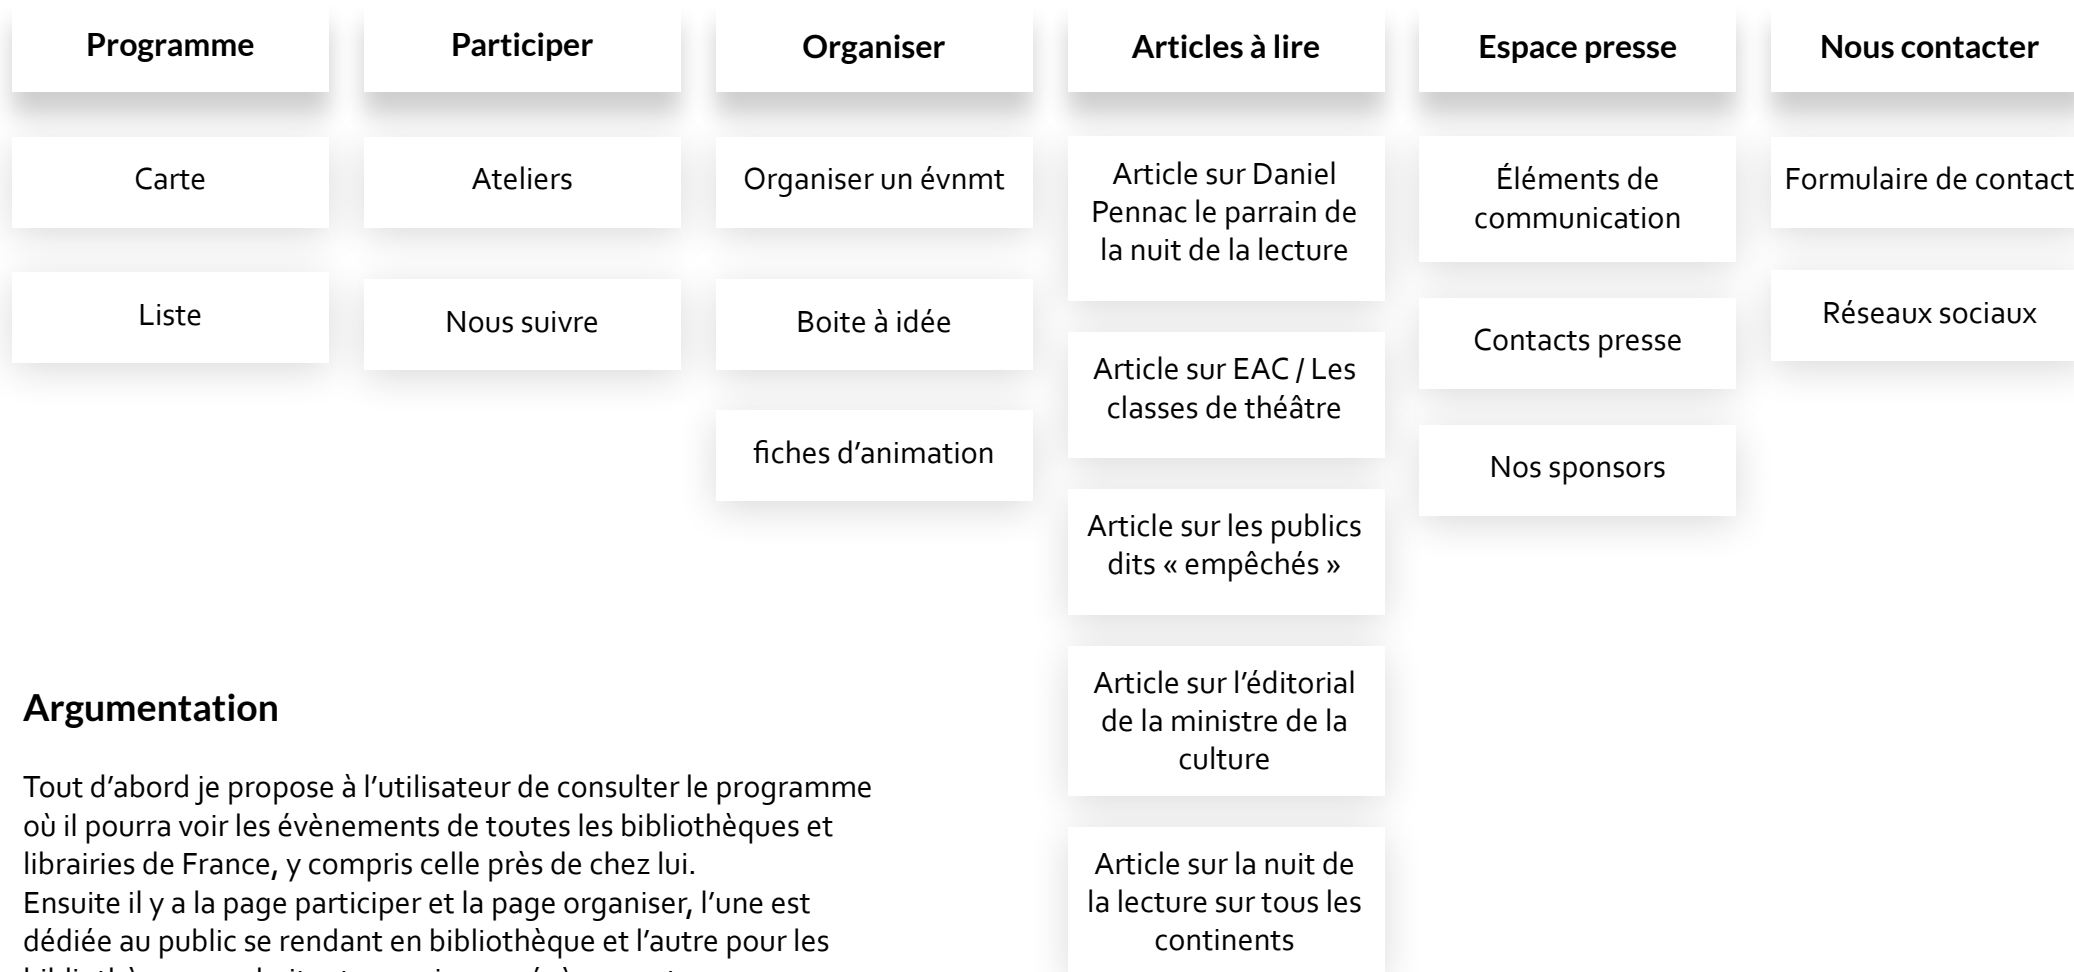 Programme
Carte
Liste
Participer
Ateliers
Nous suivre
Organiser
Organiser un évnmt
Boite à idée
fiches d’animation
Articles à lire
Article sur Daniel
Pennac le parrain de
la nuit de la lecture
Article sur EAC / Les
classes de théâtre
Article sur les publics
dits « empêchés »
Article sur l’éditorial
de la ministre de la
culture
Article sur la nuit de
la lecture sur tous les
continents
Espace presse
Éléments de
communication
Contacts presse
Nos sponsors
Nous contacter
Formulaire de contact
Réseaux sociaux
Argumentation
Tout d’abord je propose à l’utilisateur de consulter le programme
où il pourra voir les évènements de toutes les bibliothèques et
librairies de France, y compris celle près de chez lui.
Ensuite il y a la page participer et la page organiser, l’une est
dédiée au public se rendant en bibliothèque et l’autre pour les